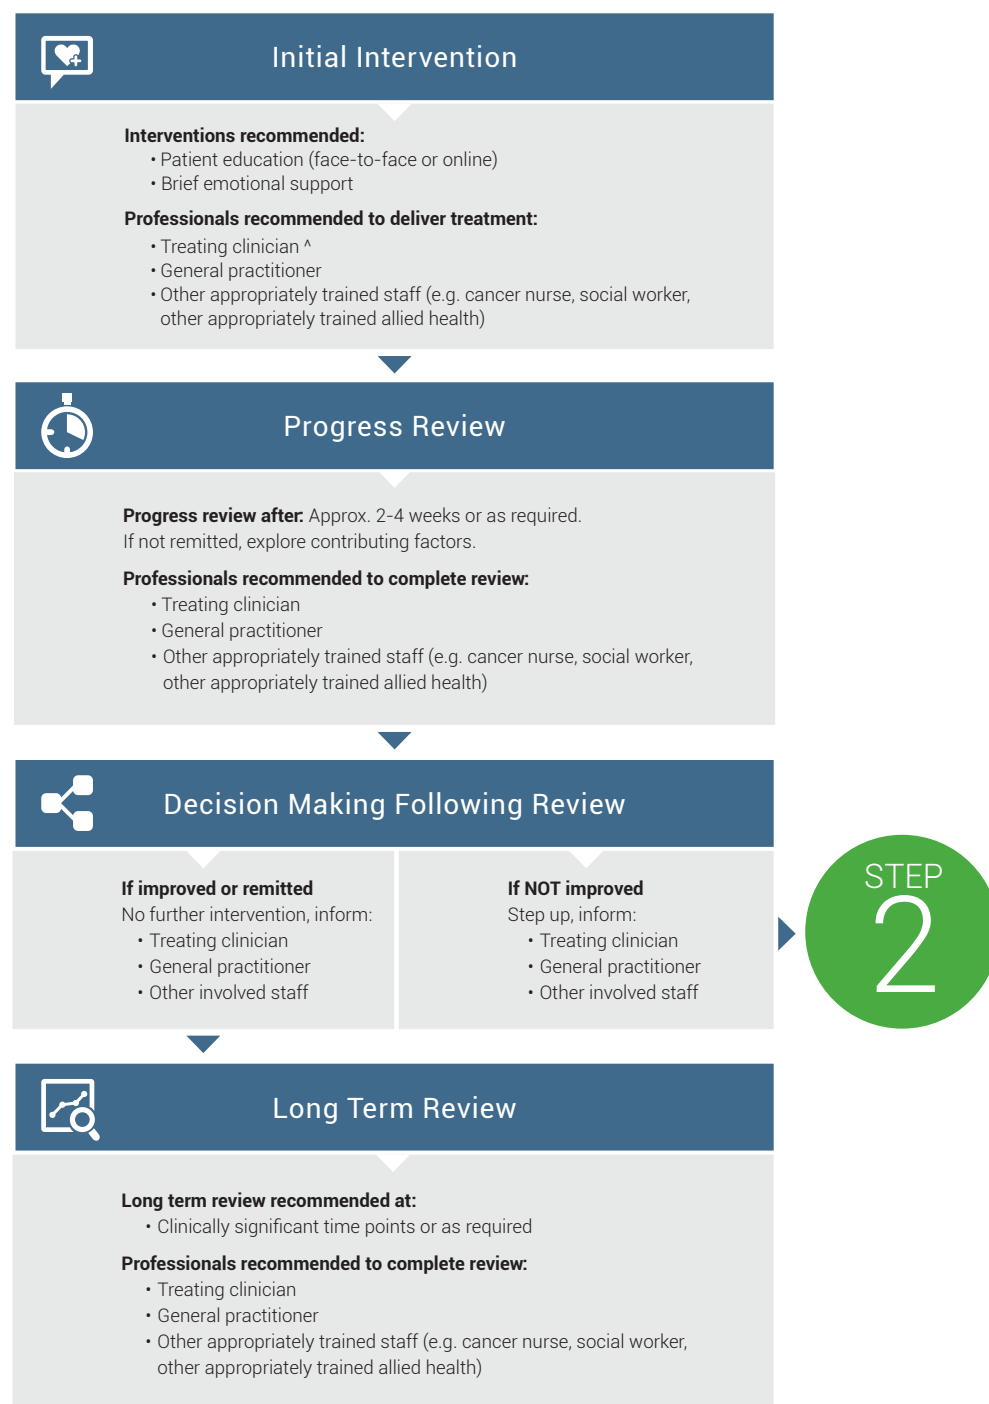 Initial Intervention
Interventions recommended:
• Patient education (face-to-face or online)
• Brief emotional support
Professionals recommended to deliver treatment:
• Treating clinician ^
• General practitioner
• Other appropriately trained staff (e.g. cancer nurse, social worker,
other appropriately trained allied health)
Progress Review
Progress review after: Approx. 2-4 weeks or as required.
If not remitted, explore contributing factors.
Professionals recommended to complete review:
• Treating clinician
• General practitioner
• Other appropriately trained staff (e.g. cancer nurse, social worker,
other appropriately trained allied health)
Decision Making Following Review
If improved or remitted
No further intervention, inform:
• Treating clinician
• General practitioner
• Other involved staff
If NOT improved
Step up, inform:
• Treating clinician
• General practitioner
• Other involved staff
STEP
2
Long Term Review
Long term review recommended at:
• Clinically significant time points or as required
Professionals recommended to complete review:
• Treating clinician
• General practitioner
• Other appropriately trained staff (e.g. cancer nurse, social worker,
other appropriately trained allied health)